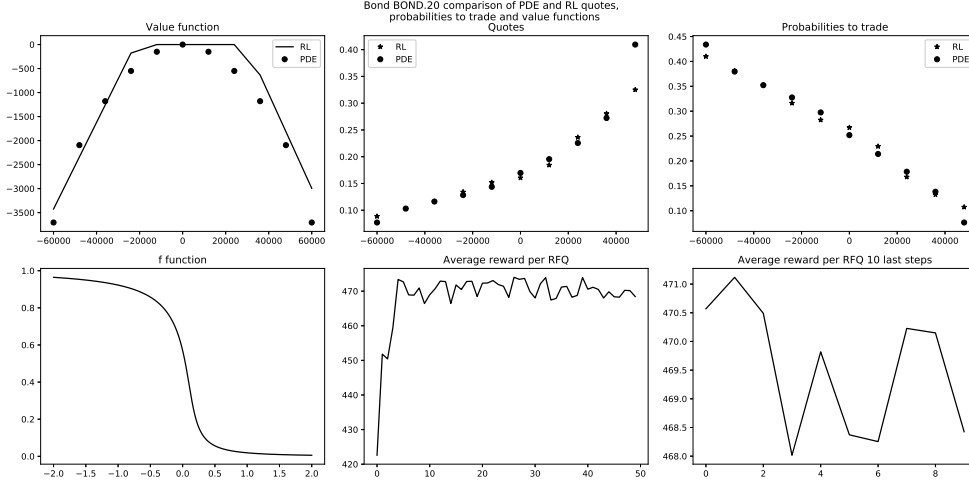 Bond BOND.20 comparison of PDE and RL quotes,
probabilities to trade and value functions
Value function
Quotes
Probabilities to trade
0
−500
−1000
−1500
−2000
−2500
−3000
−3500
RL
PDE
−60000 −40000 −20000 0 20000 40000 60000
0.40
0.35
0.30
0.25
0.20
0.15
0.10
RL
PDE
−60000 −40000 −20000 0 20000 40000
0.45
0.40
0.35
0.30
0.25
0.20
0.15
0.10
RL
PDE
−60000 −40000 −20000 0 20000 40000
f function
Average reward per RFQ
Average reward per RFQ 10 last steps
1.0
0.8
0.6
0.4
0.2
0.0
−2.0 −1.5 −1.0 −0.5 0.0 0.5 1.0 1.5 2.0
470
460
450
440
430
420
0 10 20 30 40 50
471.0
470.5
470.0
469.5
469.0
468.5
468.0
0 2 4 6 8